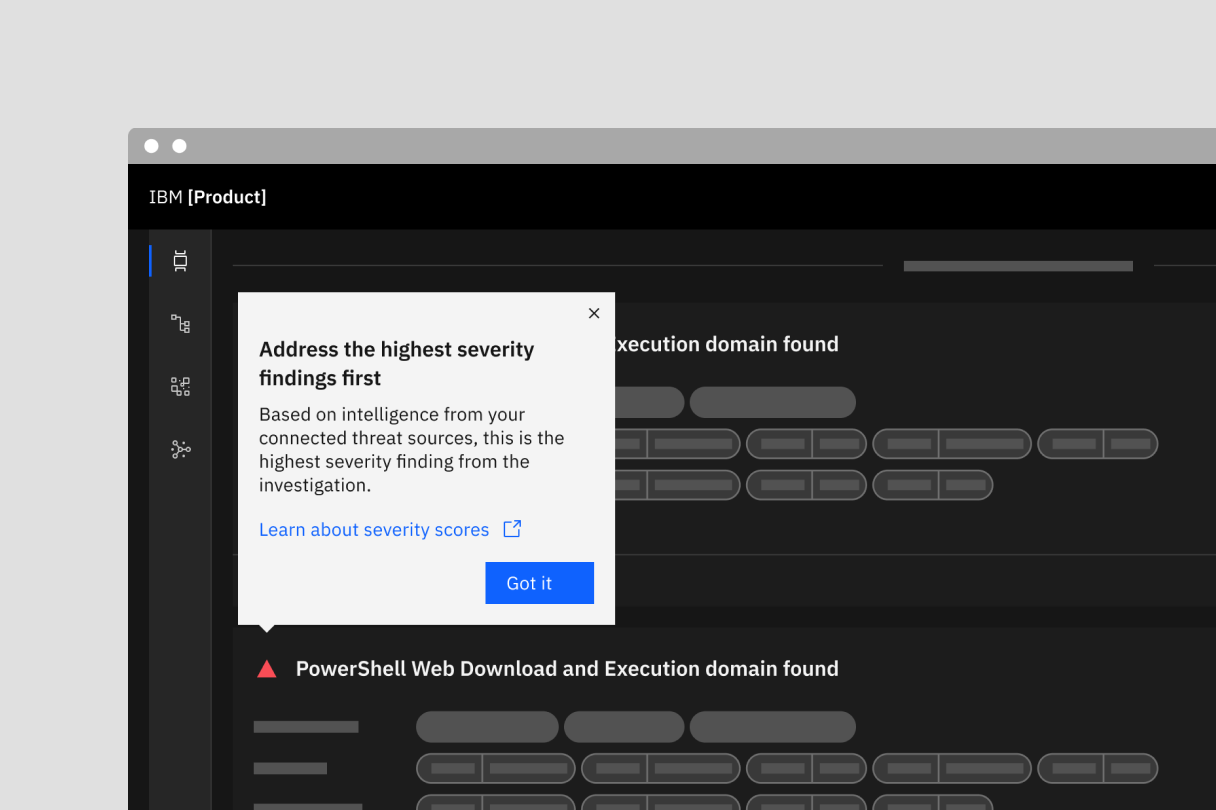 IBM [Product]
xecution domain found
Address the highest severity
findings first
Based on intelligence from your
connected threat sources, this is the
highest severity finding from the
investigation.
Learn about severity scores
Got it
PowerShell Web Download and Execution domain found